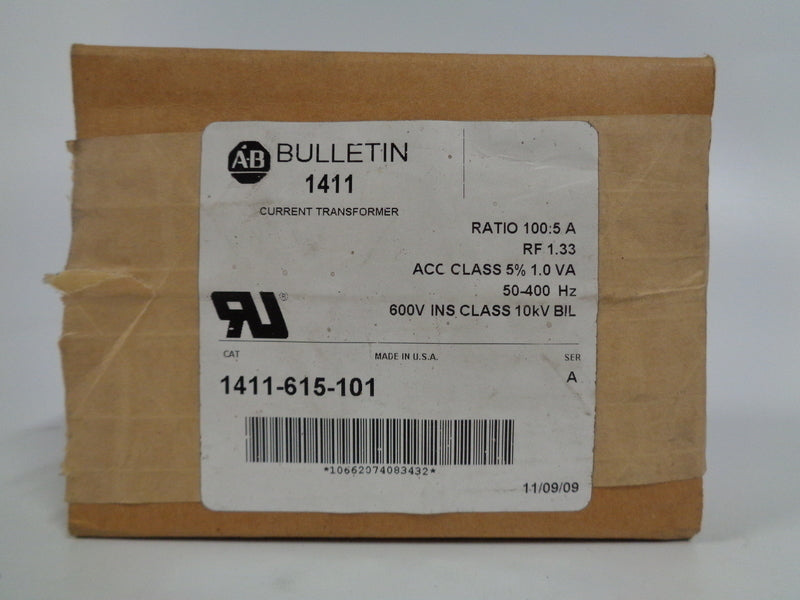 A-B BULLETIN
1411
CURRENT TRANSFORMER
RATIO 100:5 A
RF 1.33
ACC CLASS 5% 1.0 VA
50-400 Hz
600V INS CLASS 10kV BIL
RU ®
CAT MADE IN U.S.A. SER
1411-615-101 A
*10662074083432*
11/09/09